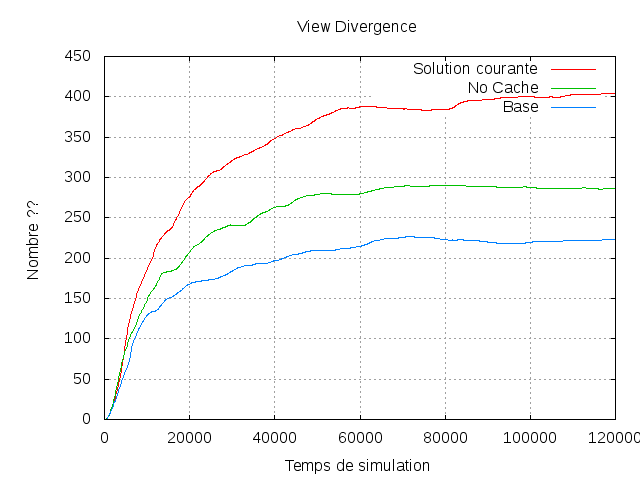 View Divergence
450
400
350
300
250
200
150
100
50
0
Nombre ??
Solution courante
No Cache
Base
0 20000 40000 60000 80000 100000 120000
Temps de simulation